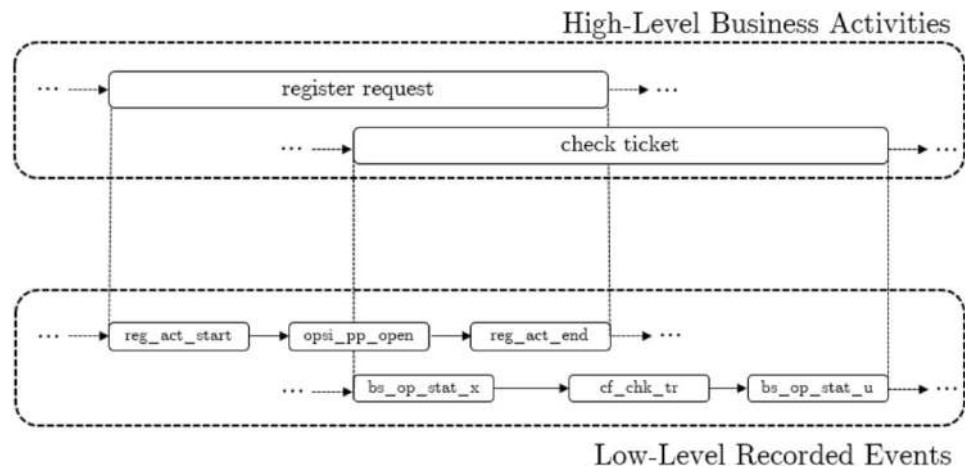 High-Level Business Activities
... register request ...
... check ticket ...
... reg_act_start opsi_pp_open reg_act_end ...
... bs_op_stat_x cf_chk_tr bs_op_stat_u ...
Low-Level Recorded Events